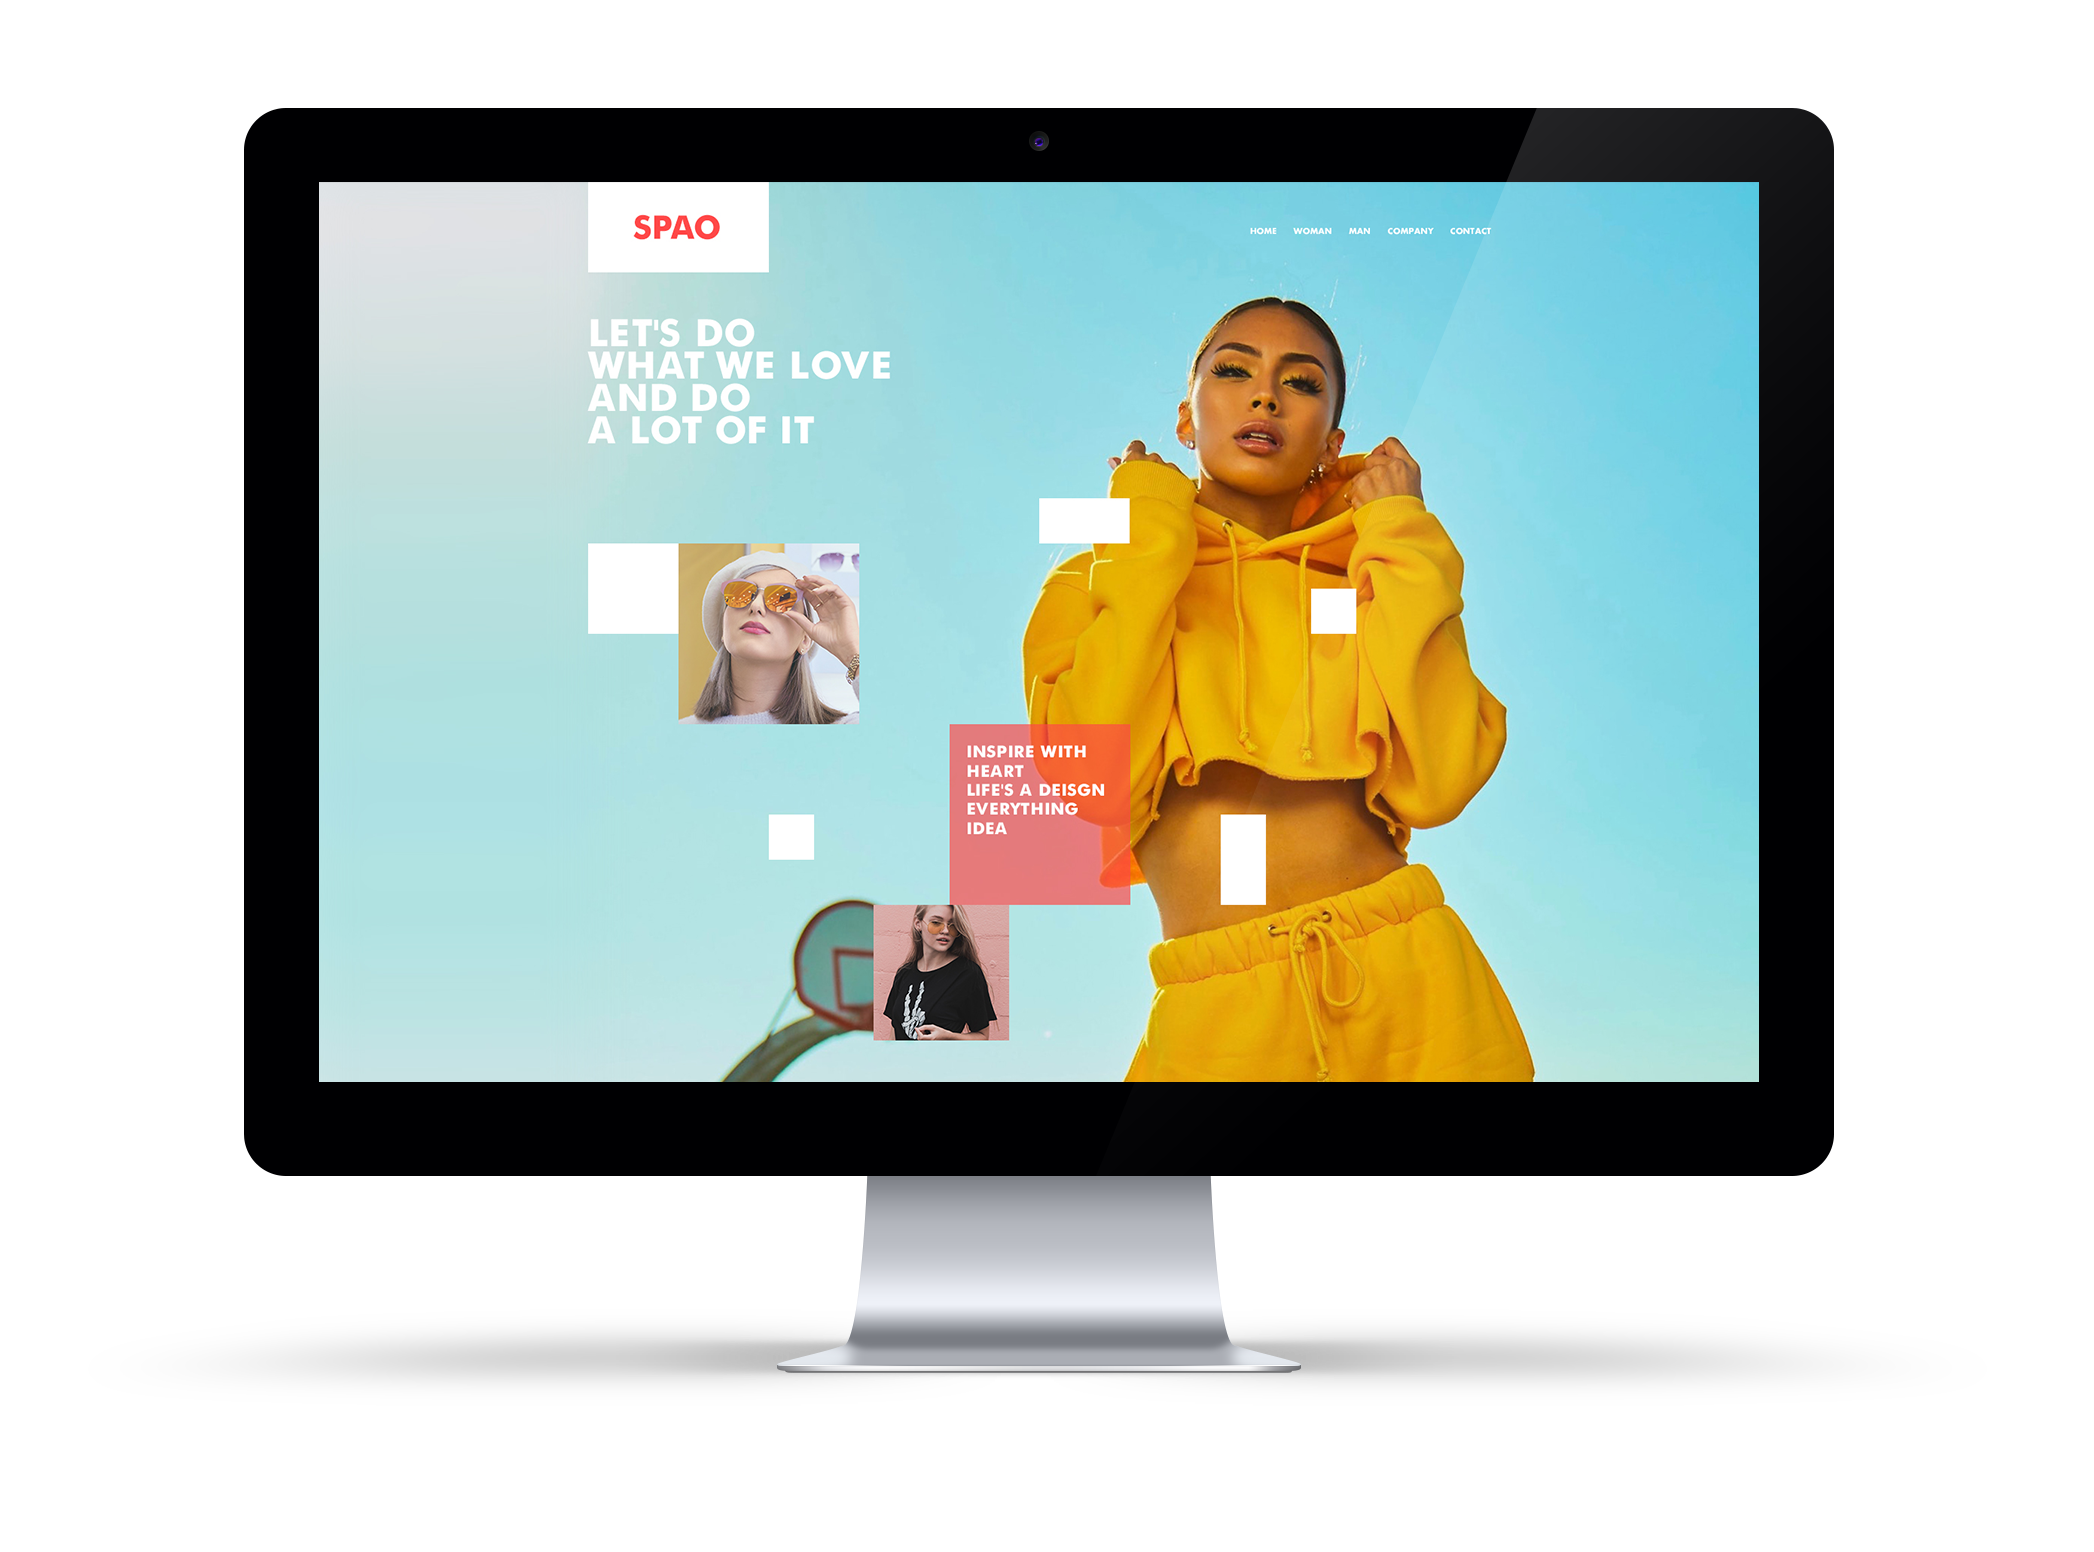 SPAO
HOME WOMAN MAN COMPANY CONTACT
LET'S DO
WHAT WE LOVE
AND DO
A LOT OF IT
INSPIRE WITH
HEART
LIFE'S A DEISGN
EVERYTHING
IDEA